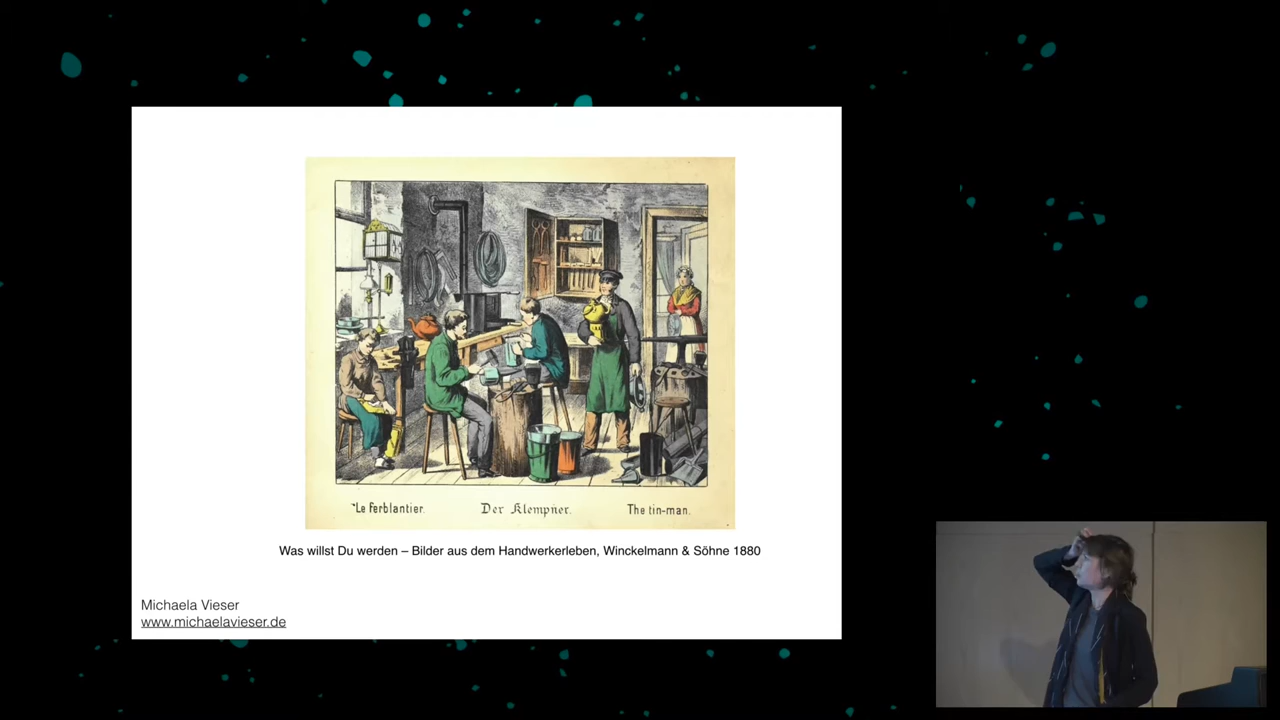 Le ferblantier. Der Klempner. The tin-man.
Was willst Du werden – Bilder aus dem Handwerkerleben, Winckelmann & Söhne 1880
Michaela Vieser
www.michaelavieser.de